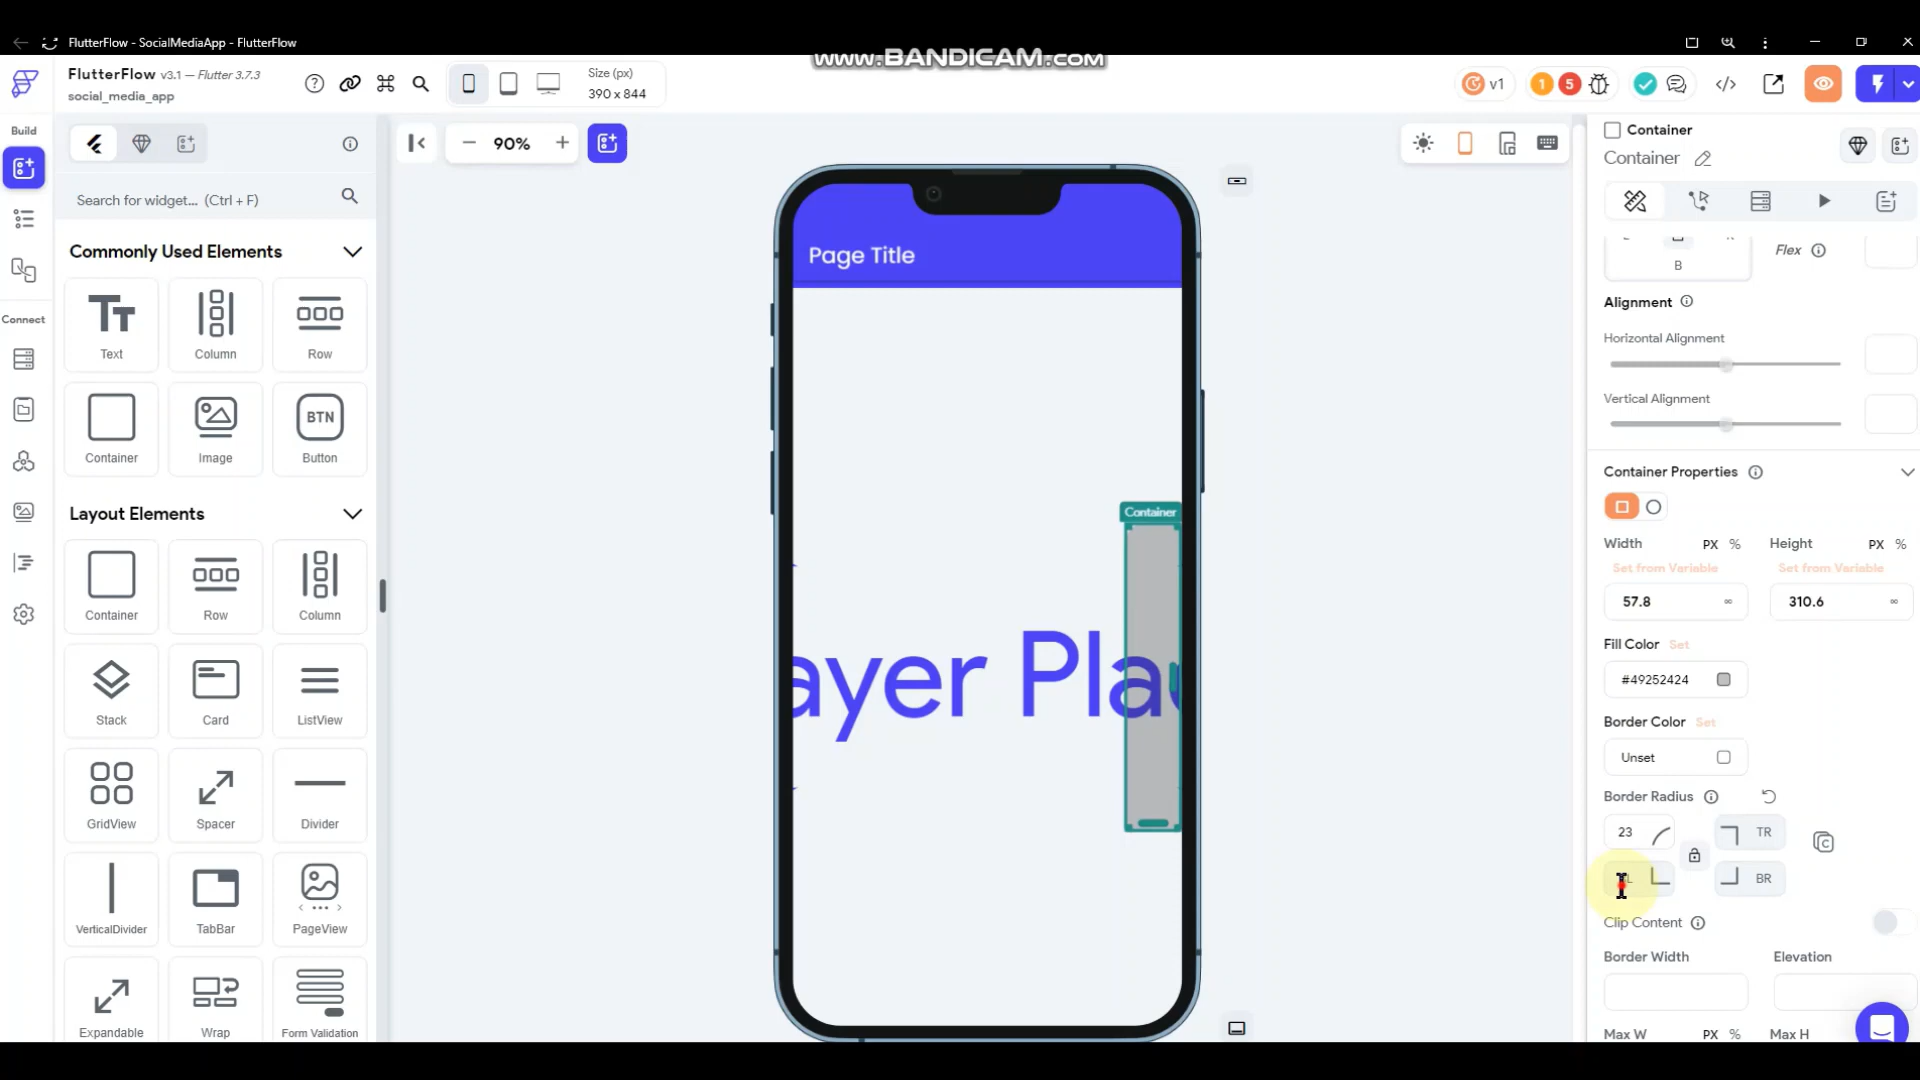 FlutterFlow - SocialMediaApp - FlutterFlow
www.BANDICAM.com
FlutterFlow v3.1 - Flutter 3.7.3
social_media_app
Size (px)
390 x 844
v1
1
5
Build
90%
Container
Container
Search for widget... (Ctrl + F)
Commonly Used Elements
Text
Column
Row
Container
Image
BTN
Button
Connect
Layout Elements
Container
Row
Column
Stack
Card
ListView
GridView
Spacer
Divider
VerticalDivider
TabBar
PageView
Expandable
Wrap
Form Validation
Page Title
Container
ayer Pla
B
Flex
Alignment
Horizontal Alignment
Vertical Alignment
Container Properties
Width PX % Height PX %
Set from Variable Set from Variable
57.8 ∞ 310.6 ∞
Fill Color Set
#49252424
Border Color Set
Unset
Border Radius
23 TR
BR
Clip Content
Border Width Elevation
Max W PX % Max H